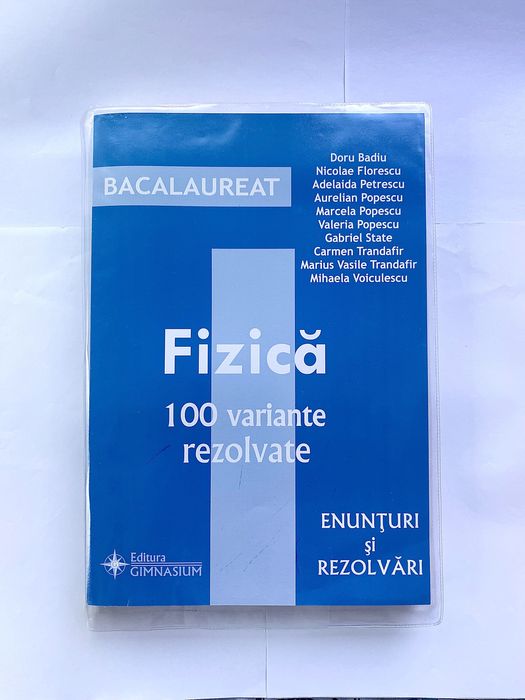 Doru Badiu
Nicolae Florescu
Adelaida Petrescu
Aurelian Popescu
Marcela Popescu
Valeria Popescu
Gabriel State
Carmen Trandafir
Marius Vasile Trandafir
Mihaela Voiculescu
BACALAUREAT
Fizică
100 variante
rezolvate
ENUNŢURI
şi
REZOLVĂRI
Editura
GIMNASIUM